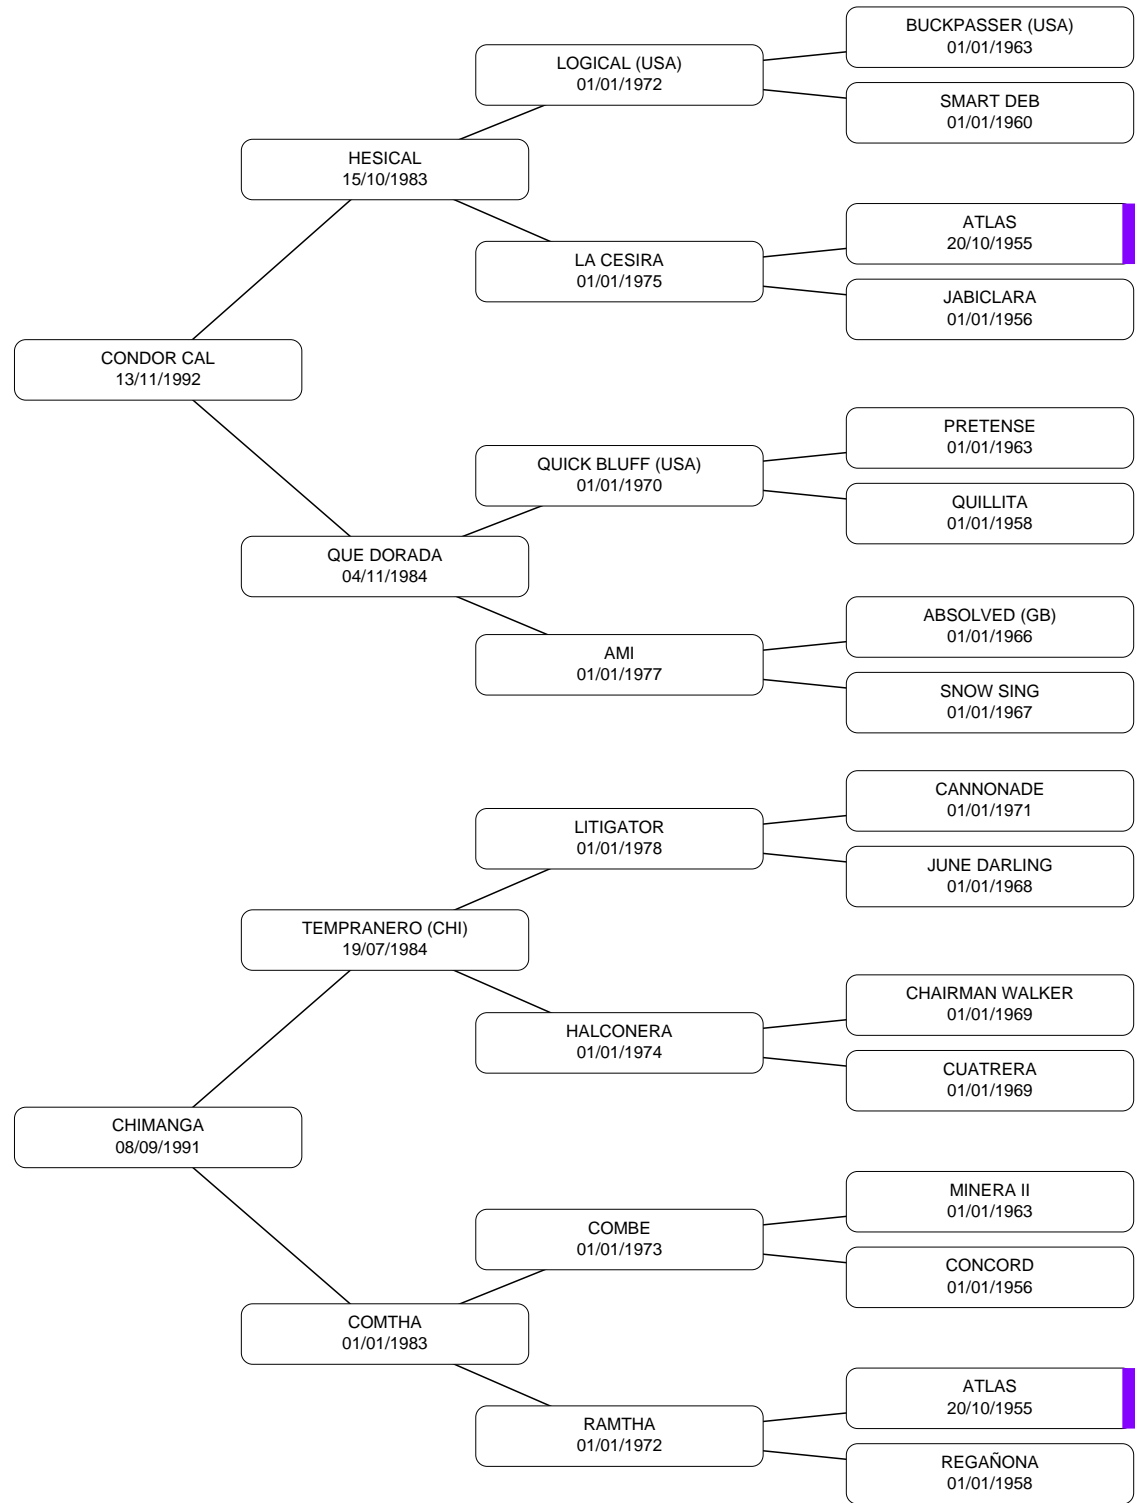 BUCKPASSER (USA)
01/01/1963
LOGICAL (USA)
01/01/1972
SMART DEB
01/01/1960
HESICAL
15/10/1983
ATLAS
20/10/1955
LA CESIRA
01/01/1975
JABICLARA
01/01/1956
CONDOR CAL
13/11/1992
PRETENSE
01/01/1963
QUICK BLUFF (USA)
01/01/1970
QUILLITA
01/01/1958
QUE DORADA
04/11/1984
ABSOLVED (GB)
01/01/1966
AMI
01/01/1977
SNOW SING
01/01/1967
CANNONADE
01/01/1971
LITIGATOR
01/01/1978
JUNE DARLING
01/01/1968
TEMPRANERO (CHI)
19/07/1984
CHAIRMAN WALKER
01/01/1969
HALCONERA
01/01/1974
CUATRERA
01/01/1969
CHIMANGA
08/09/1991
MINERA II
01/01/1963
COMBE
01/01/1973
CONCORD
01/01/1956
COMTHA
01/01/1983
ATLAS
20/10/1955
RAMTHA
01/01/1972
REGAÑONA
01/01/1958